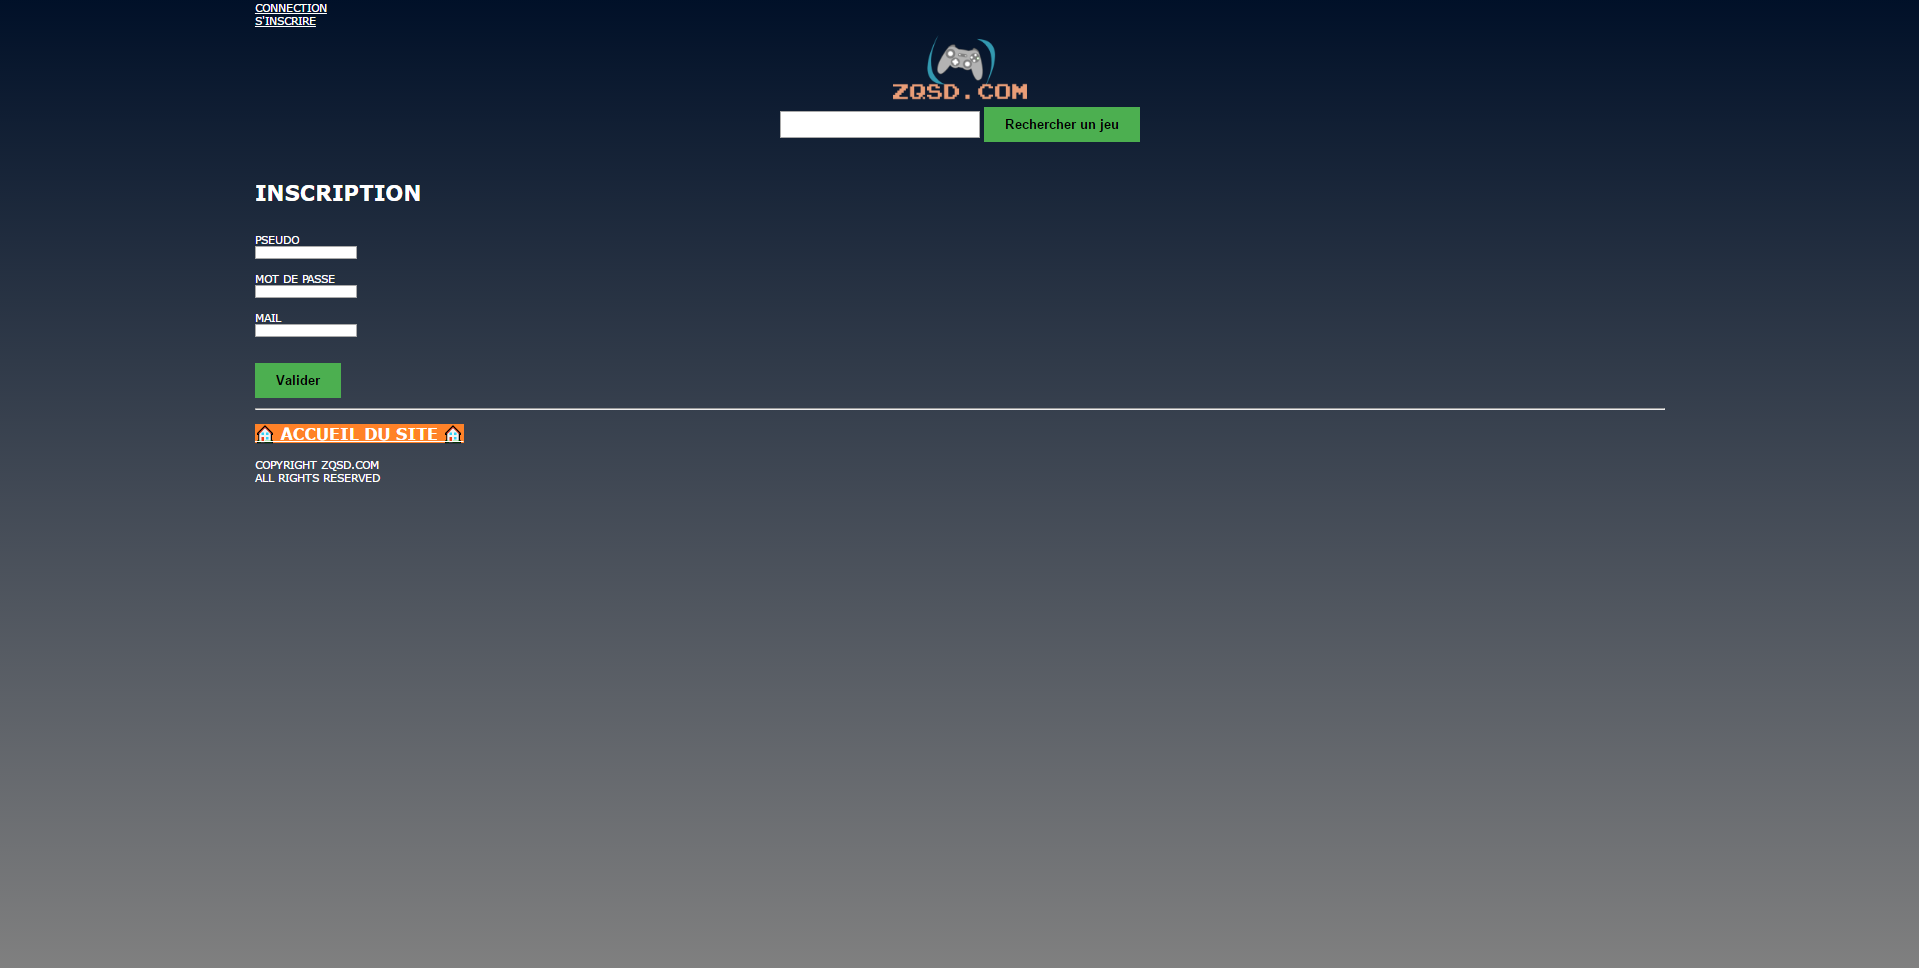 CONNECTION
S'INSCRIRE
ZQSD.COM
Rechercher un jeu
INSCRIPTION
PSEUDO
MOT DE PASSE
MAIL
Valider
ACCUEIL DU SITE
COPYRIGHT ZQSD.COM
ALL RIGHTS RESERVED